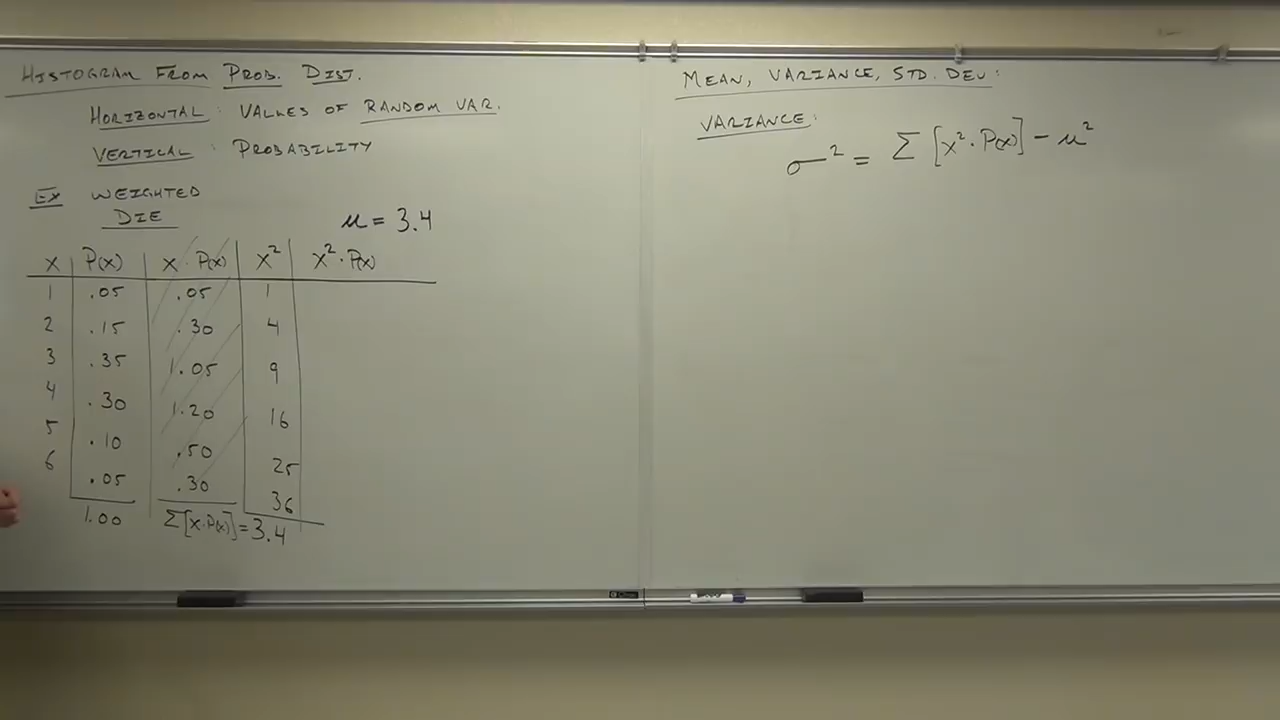 HISTOGRAM FROM PROB. DIST.
HORIZONTAL: VALUES OF RANDOM VAR.
VERTICAL: PROBABILITY
EX WEIGHTED
DIE
μ = 3.4
X P(x) X · P(x) X² X² · P(x)
1 .05 .05 1
2 .15 .30 4
3 .35 1.05 9
4 .30 1.20 16
5 .10 .50 25
6 .05 .30 36
1.00 Σ[X·P(x)] = 3.4
MEAN, VARIANCE, STD. DEV:
VARIANCE:
σ² = Σ [X² · P(x)] - μ²